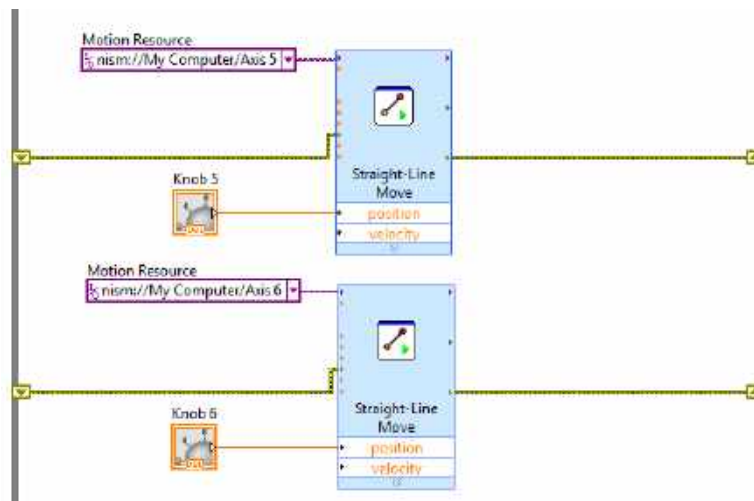 Motion Resource
nism://My Computer/Axis 5
Knob 5
Straight-Line
Move
position
velocity
Motion Resource
nism://My Computer/Axis 6
Knob 6
Straight-Line
Move
position
velocity